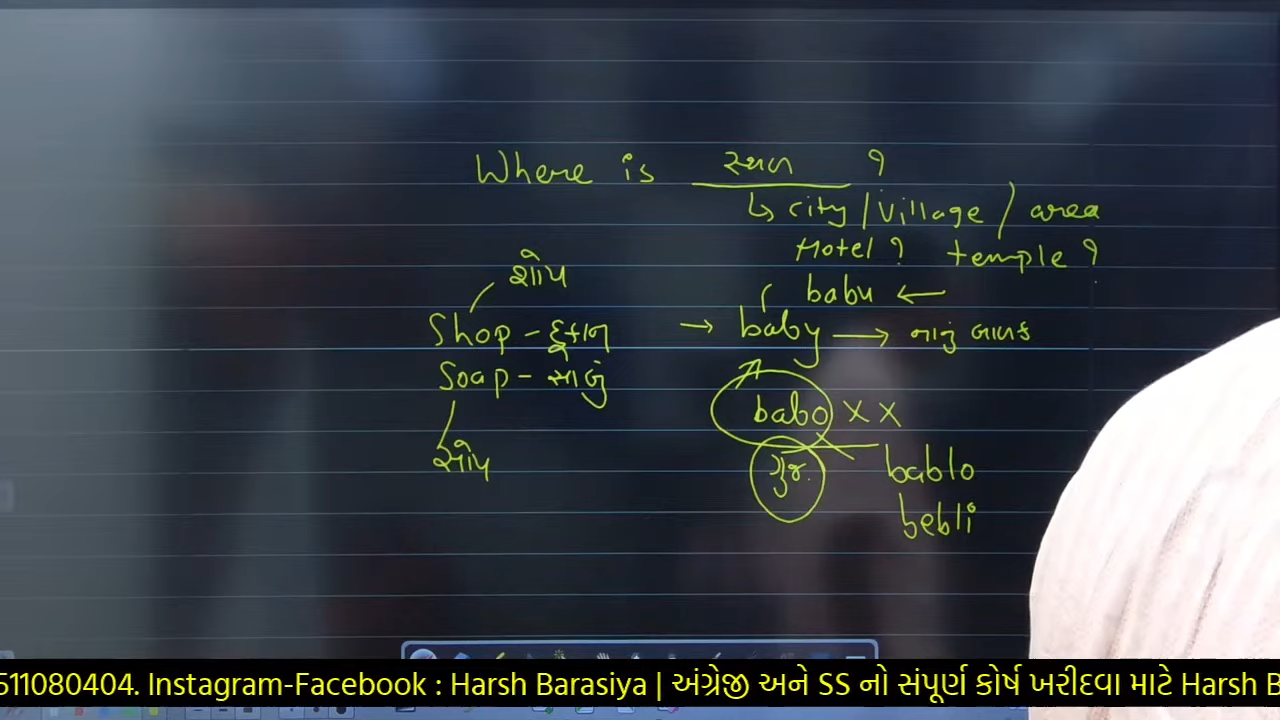 Where is સ્થળ ?
↳ city / village / area
Hotel ? temple ?
શોપ
babu ←
Shop - દુકાન → baby → નાનું બાળક
Soap - સાબુ
babo X X
સોપ
ગુજ. bablo
bebli
511080404. Instagram-Facebook : Harsh Barasiya | અંગ્રેજી અને SS નો સંપૂર્ણ કોર્ષ ખરીદવા માટે Harsh B